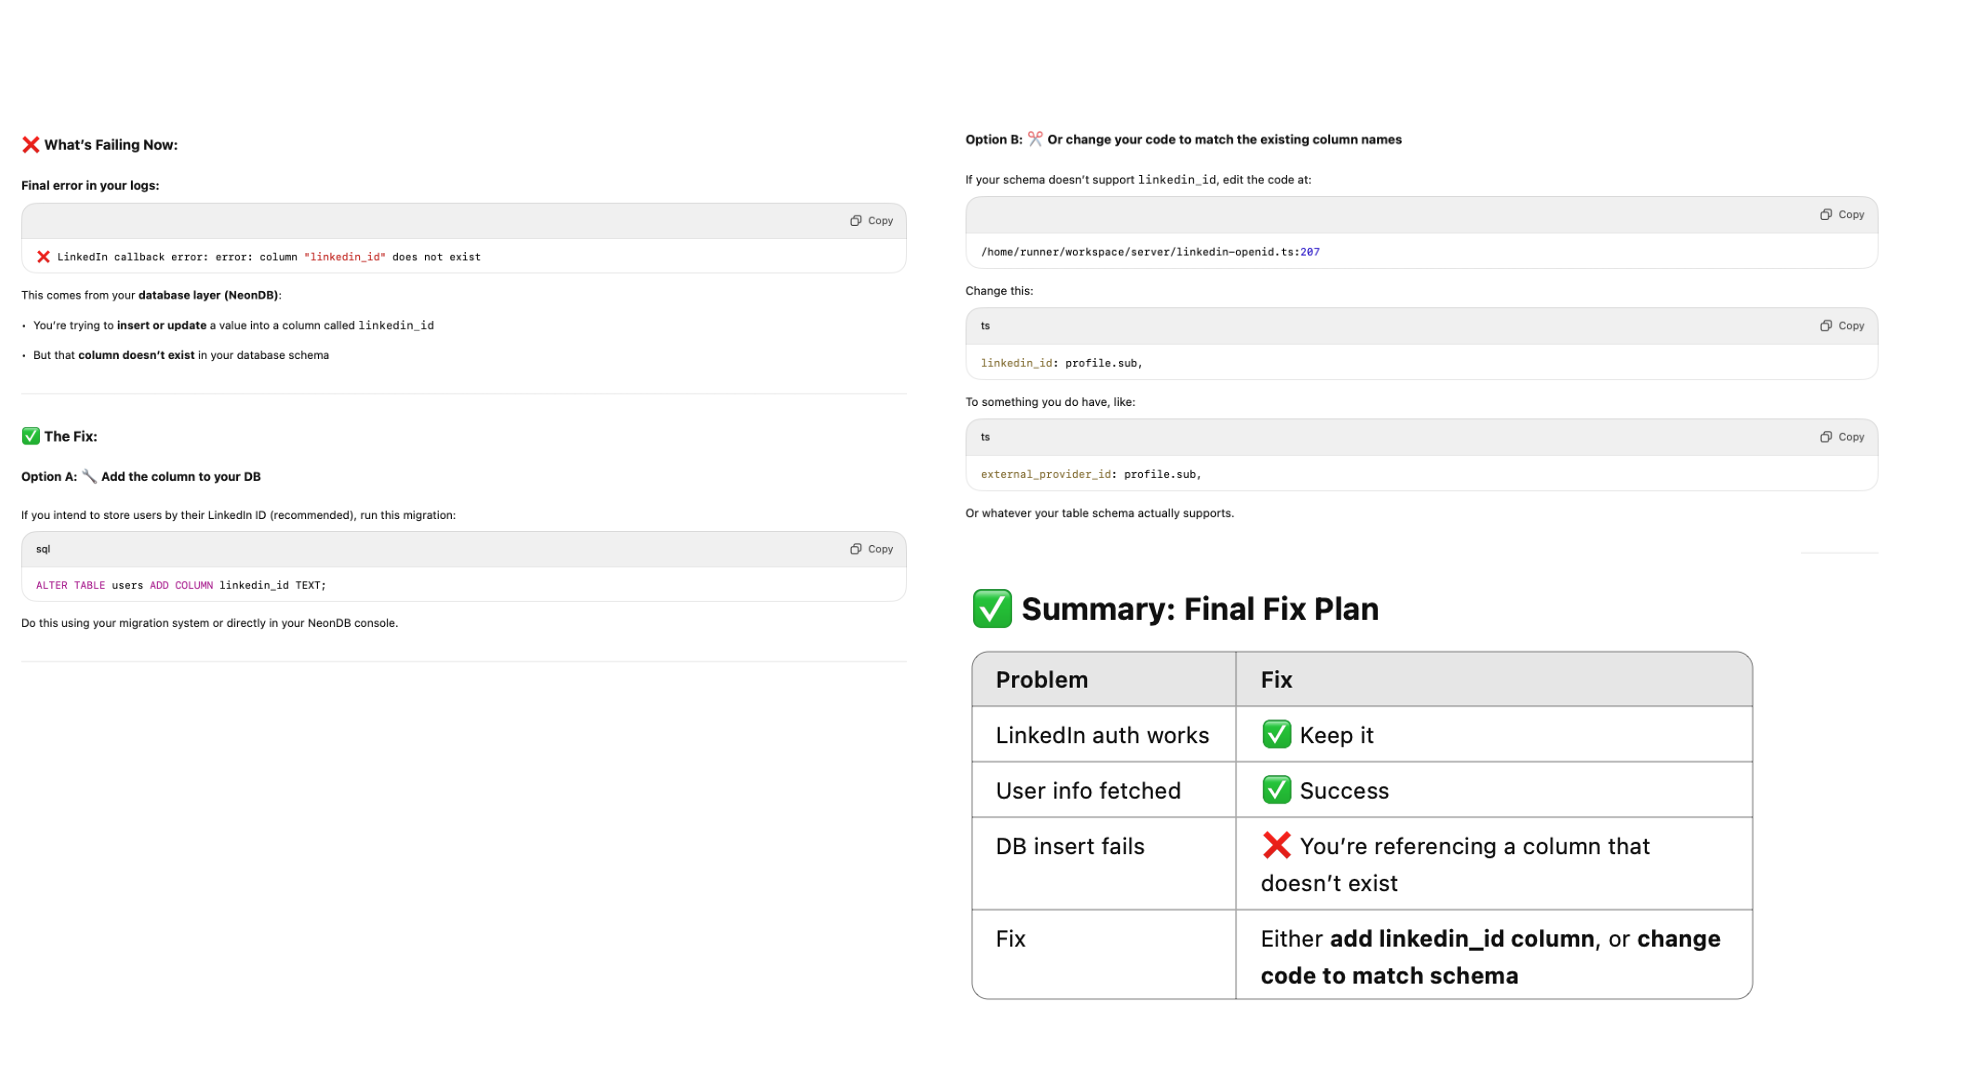 ❌ What’s Failing Now:
Final error in your logs:
Copy
❌ LinkedIn callback error: error: column "linkedin_id" does not exist
This comes from your database layer (NeonDB):
• You’re trying to insert or update a value into a column called linkedin_id
• But that column doesn’t exist in your database schema
✅ The Fix:
Option A: 🔧 Add the column to your DB
If you intend to store users by their LinkedIn ID (recommended), run this migration:
sql Copy
ALTER TABLE users ADD COLUMN linkedin_id TEXT;
Do this using your migration system or directly in your NeonDB console.
Option B: ✂️ Or change your code to match the existing column names
If your schema doesn’t support linkedin_id, edit the code at:
Copy
/home/runner/workspace/server/linkedin-openid.ts:207
Change this:
ts Copy
linkedin_id: profile.sub,
To something you do have, like:
ts Copy
external_provider_id: profile.sub,
Or whatever your table schema actually supports.
✅ Summary: Final Fix Plan
Problem Fix
LinkedIn auth works ✅ Keep it
User info fetched ✅ Success
DB insert fails ❌ You’re referencing a column that
doesn’t exist
Fix Either add linkedin_id column, or change
code to match schema